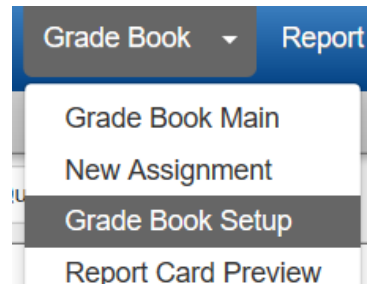 Grade Book Report
Grade Book Main
New Assignment
Grade Book Setup
Report Card Preview